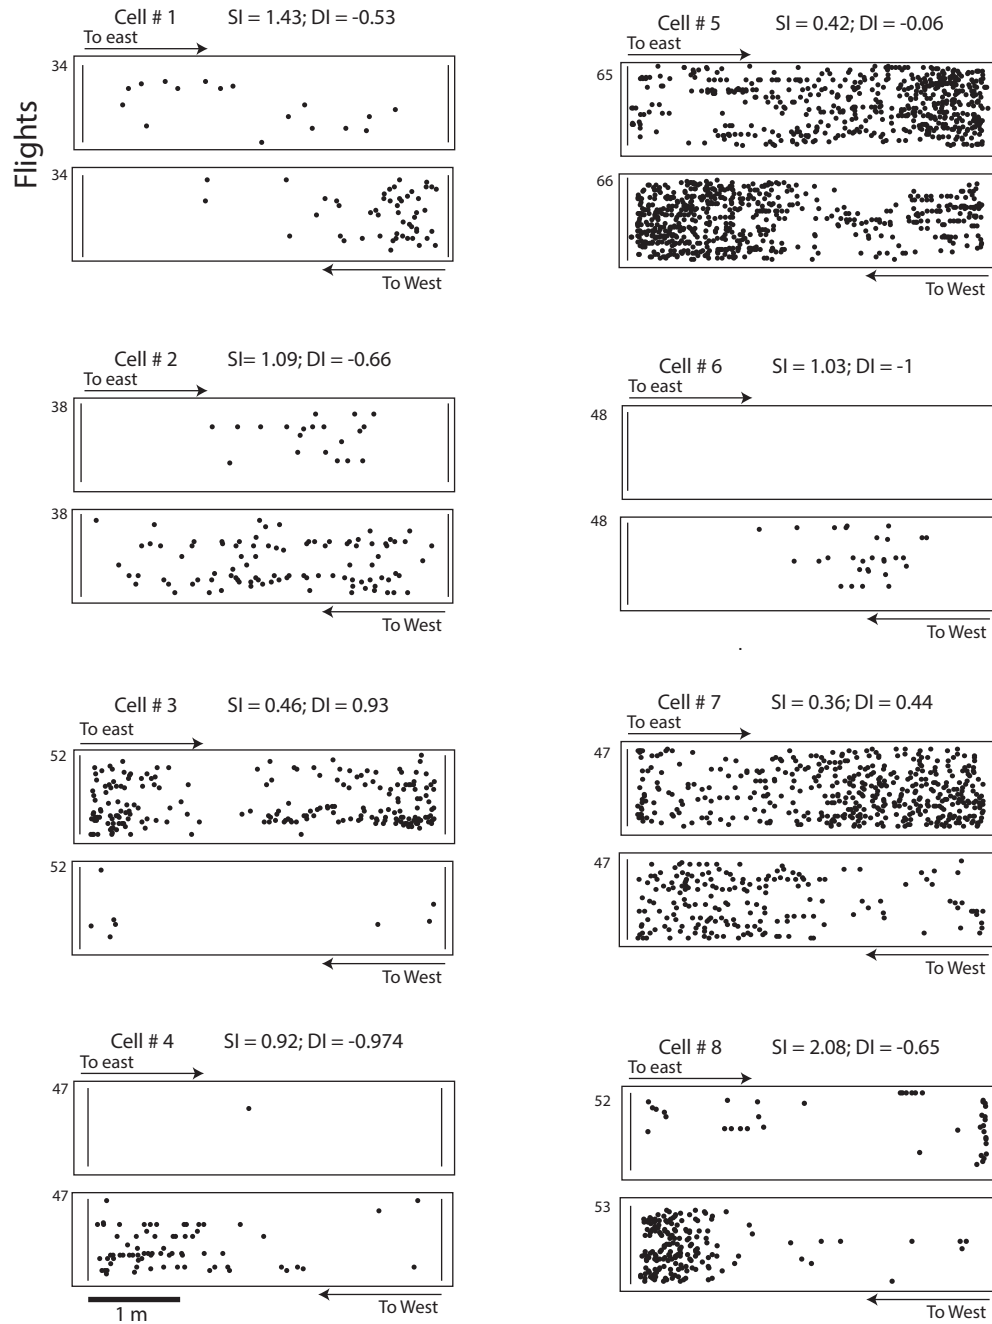 Cell # 1 SI = 1.43; DI = -0.53
To east
34
34
To West
Flights
Cell # 2 SI= 1.09; DI = -0.66
To east
38
38
To West
Cell # 3 SI = 0.46; DI = 0.93
To east
52
52
To West
Cell # 4 SI = 0.92; DI = -0.974
To east
47
47
To West
1 m
Cell # 5 SI = 0.42; DI = -0.06
To east
65
66
To West
Cell # 6 SI = 1.03; DI = -1
To east
48
48
To West
Cell # 7 SI = 0.36; DI = 0.44
To east
47
47
To West
Cell # 8 SI = 2.08; DI = -0.65
To east
52
53
To West